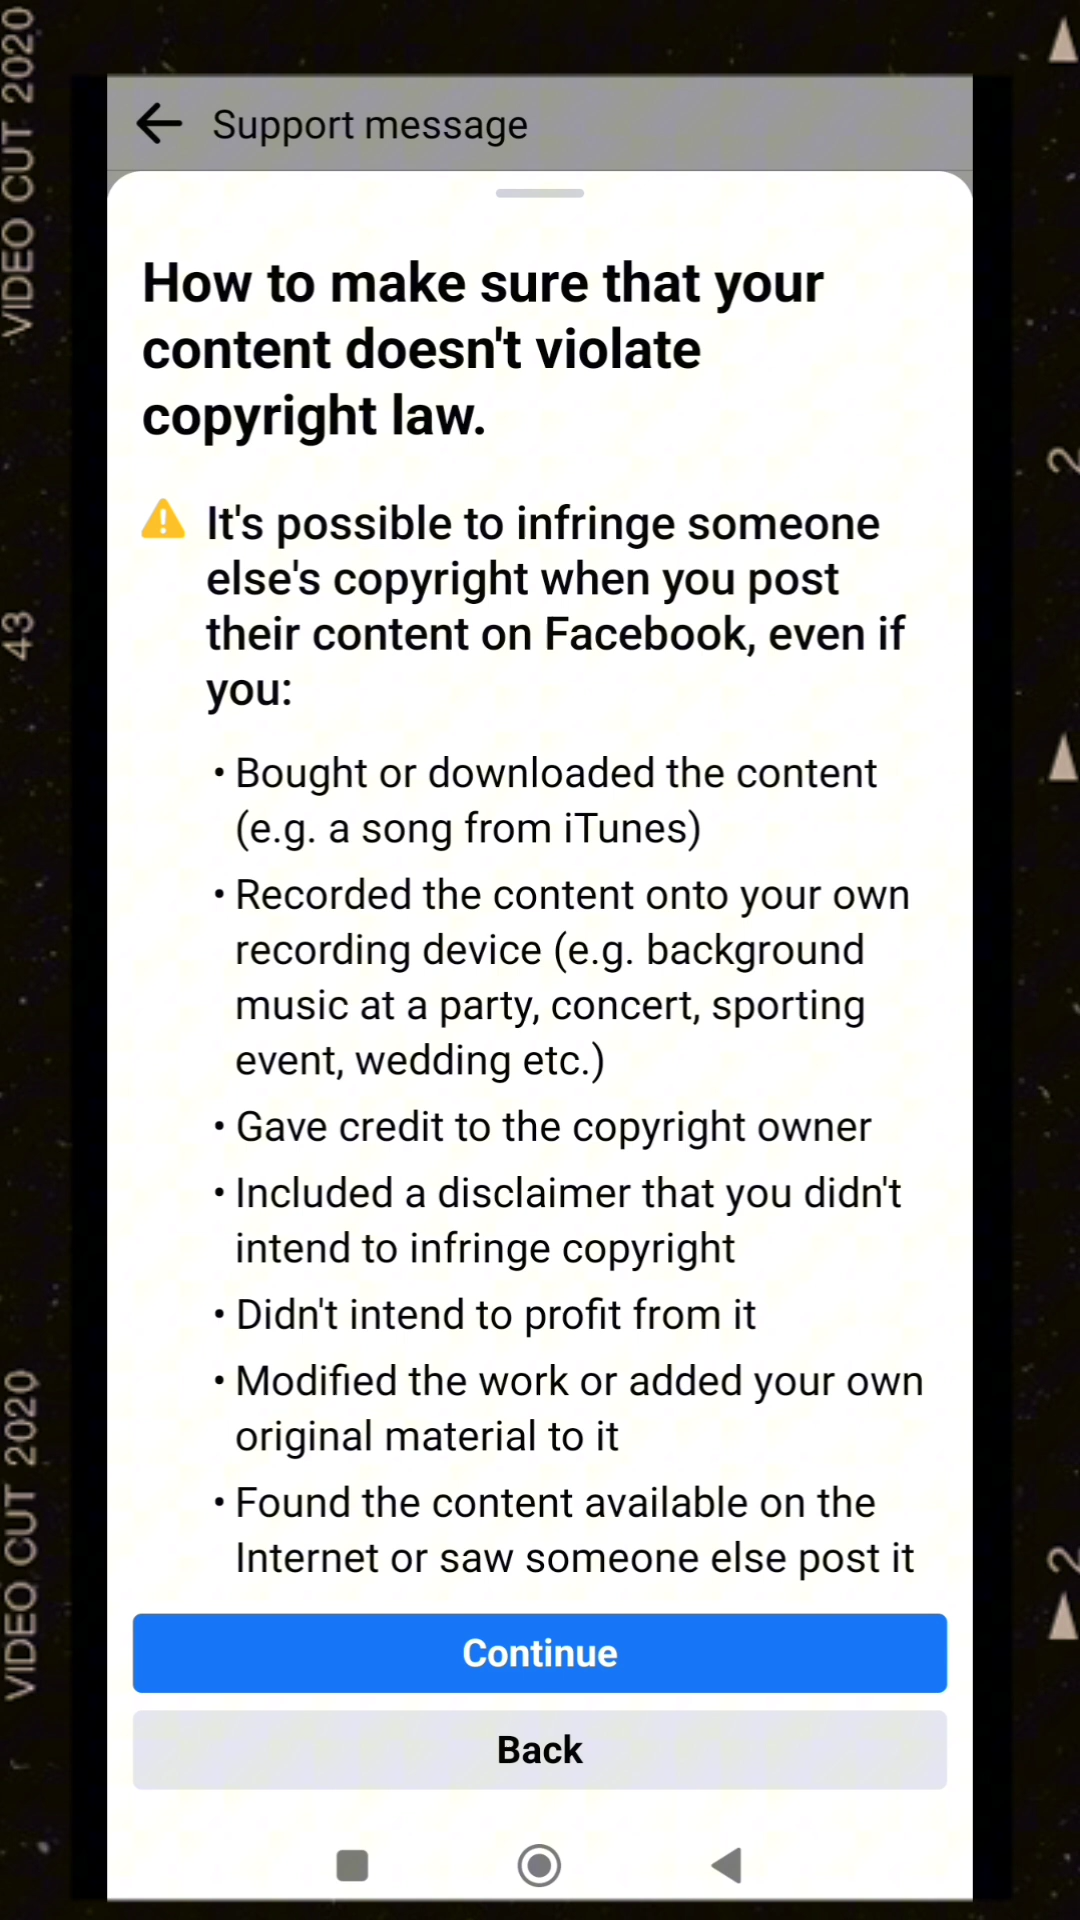 Support message
How to make sure that your
content doesn't violate
copyright law.
It's possible to infringe someone
else's copyright when you post
their content on Facebook, even if
you:
• Bought or downloaded the content
(e.g. a song from iTunes)
• Recorded the content onto your own
recording device (e.g. background
music at a party, concert, sporting
event, wedding etc.)
• Gave credit to the copyright owner
• Included a disclaimer that you didn't
intend to infringe copyright
• Didn't intend to profit from it
• Modified the work or added your own
original material to it
• Found the content available on the
Internet or saw someone else post it
Continue
Back
VIDEO CUT 2020
43
VIDEO CUT 2020
2
2